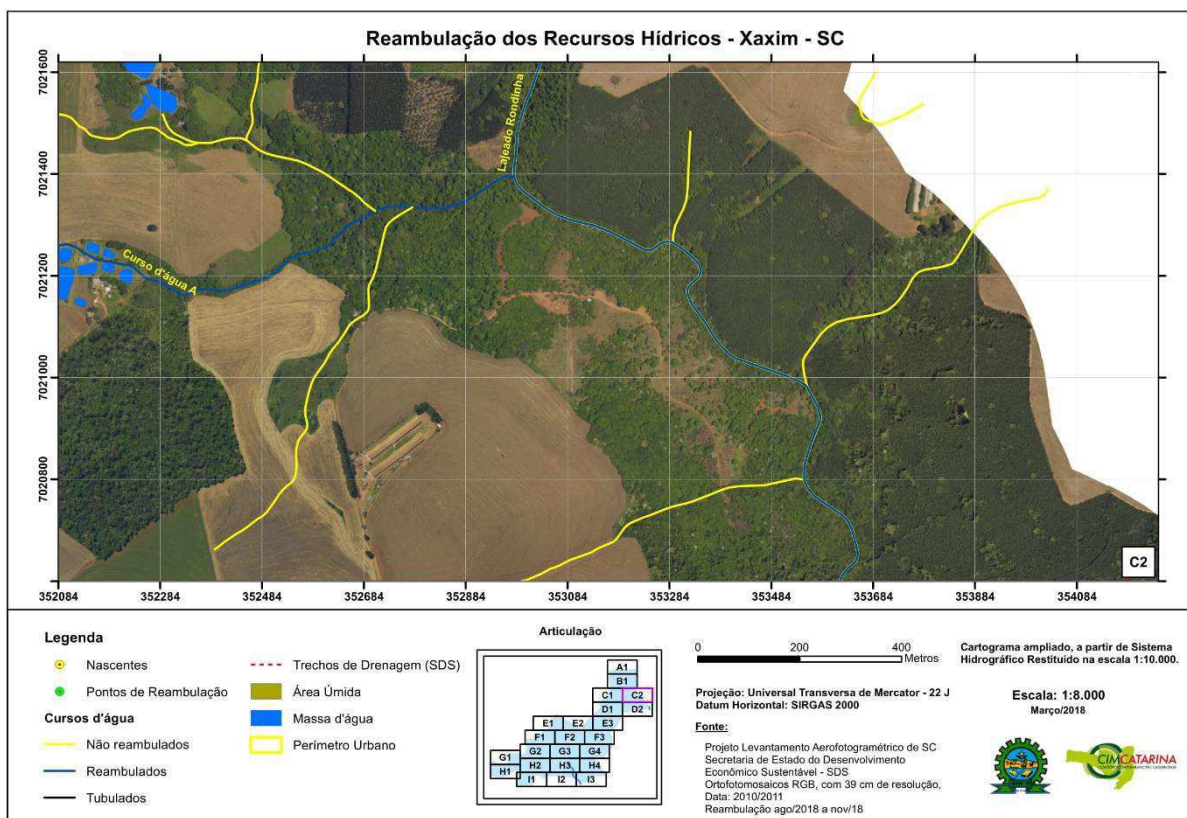 Reambulação dos Recursos Hídricos - Xaxim - SC
7021600
7021400
7021200
7021000
7020800
Lajeado Rondinha
Curso d'água A
C2
352084 352284 352484 352684 352884 353084 353284 353484 353684 353884 354084
Legenda
Nascentes
Pontos de Reambulação
Cursos d'água
Não reambulados
Reambulados
Tubulados
Trechos de Drenagem (SDS)
Área Úmida
Massa d'água
Perímetro Urbano
Articulação
A1
B1
C1 C2
D1 D2
E1 E2 E3
F1 F2 F3
G1 G2 G3 G4
H1 H2 H3 H4
I1 I2 I3
0 200 400
Metros
Projeção: Universal Transversa de Mercator - 22 J
Datum Horizontal: SIRGAS 2000
Fonte:
Projeto Levantamento Aerofotogramétrico de SC
Secretaria de Estado do Desenvolvimento
Econômico Sustentável - SDS
Ortofotomosaicos RGB, com 39 cm de resolução,
Data: 2010/2011
Reambulação ago/2018 a nov/18
Cartograma ampliado, a partir de Sistema
Hidrográfico Restituído na escala 1:10.000.
Escala: 1:8.000
Março/2018
CIMCATARINA